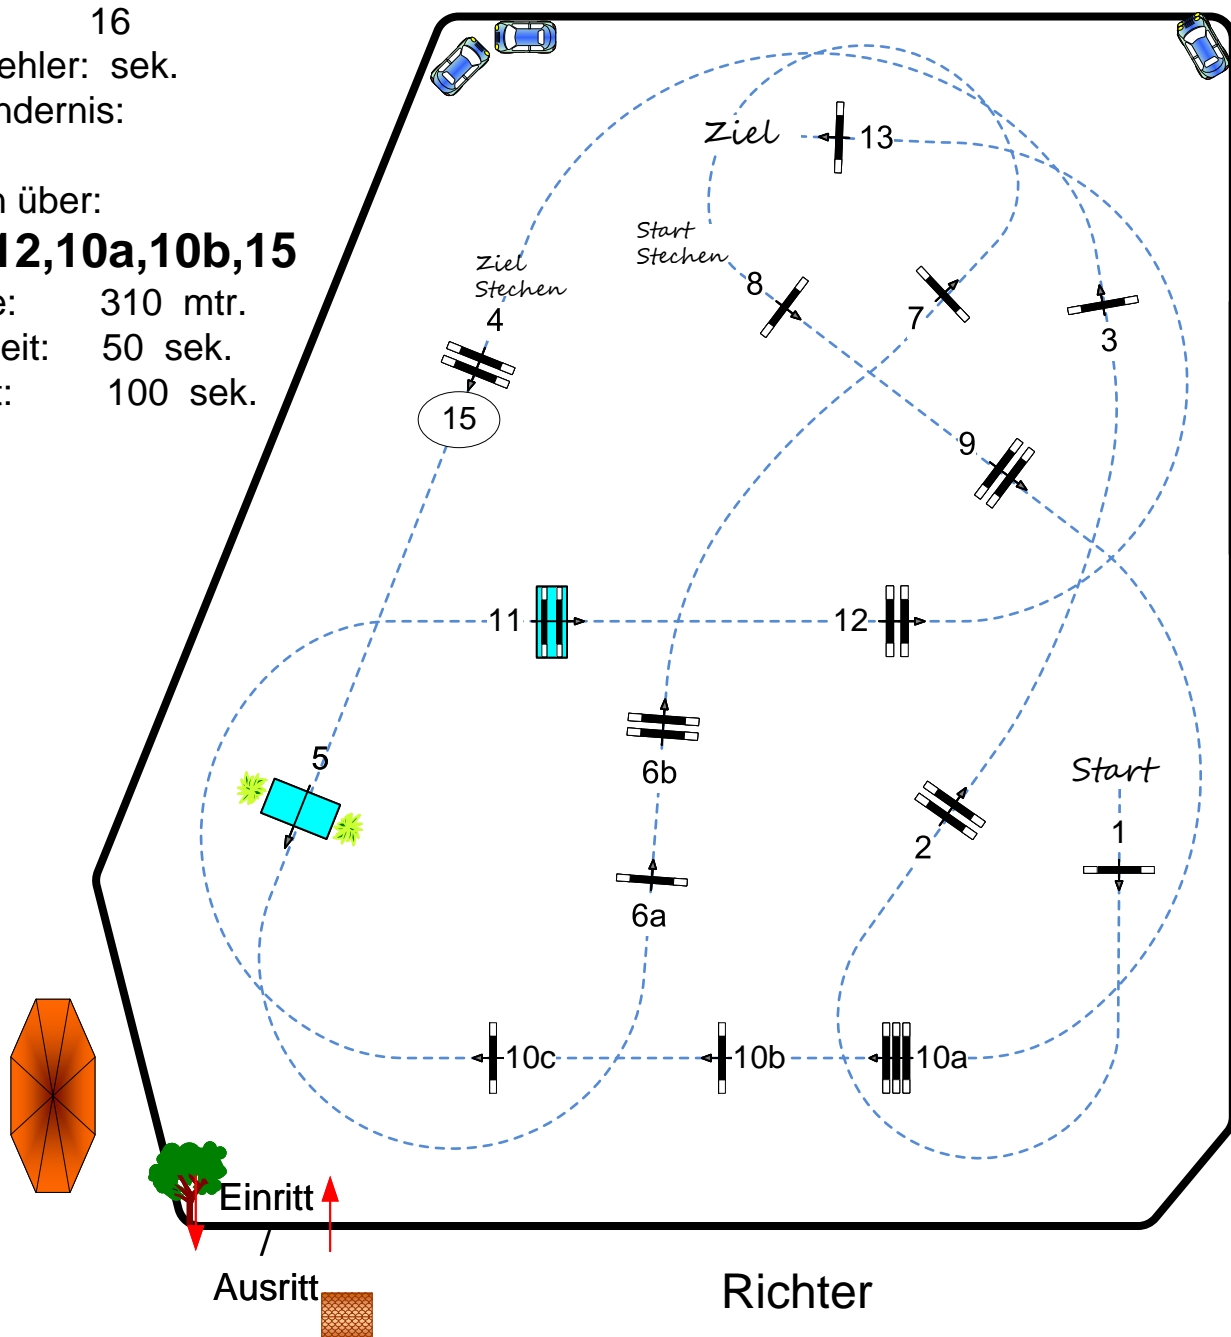 16
ehler: sek.
ndernis:
n über:
12,10a,10b,15
e: 310 mtr.
eit: 50 sek.
t: 100 sek.
Ziel
13
Start
Stechen
Ziel
Stechen
8
7
4
3
15
9
11
12
5
6b
Start
1
2
6a
10c
10b
10a
Einritt
Ausritt
Richter